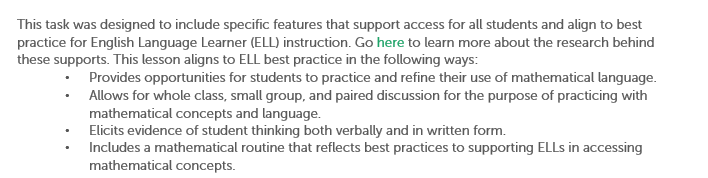 This task was designed to include specific features that support access for all students and align to best
practice for English Language Learner (ELL) instruction. Go here to learn more about the research behind
these supports. This lesson aligns to ELL best practice in the following ways:
• Provides opportunities for students to practice and refine their use of mathematical language.
• Allows for whole class, small group, and paired discussion for the purpose of practicing with
mathematical concepts and language.
• Elicits evidence of student thinking both verbally and in written form.
• Includes a mathematical routine that reflects best practices to supporting ELLs in accessing
mathematical concepts.